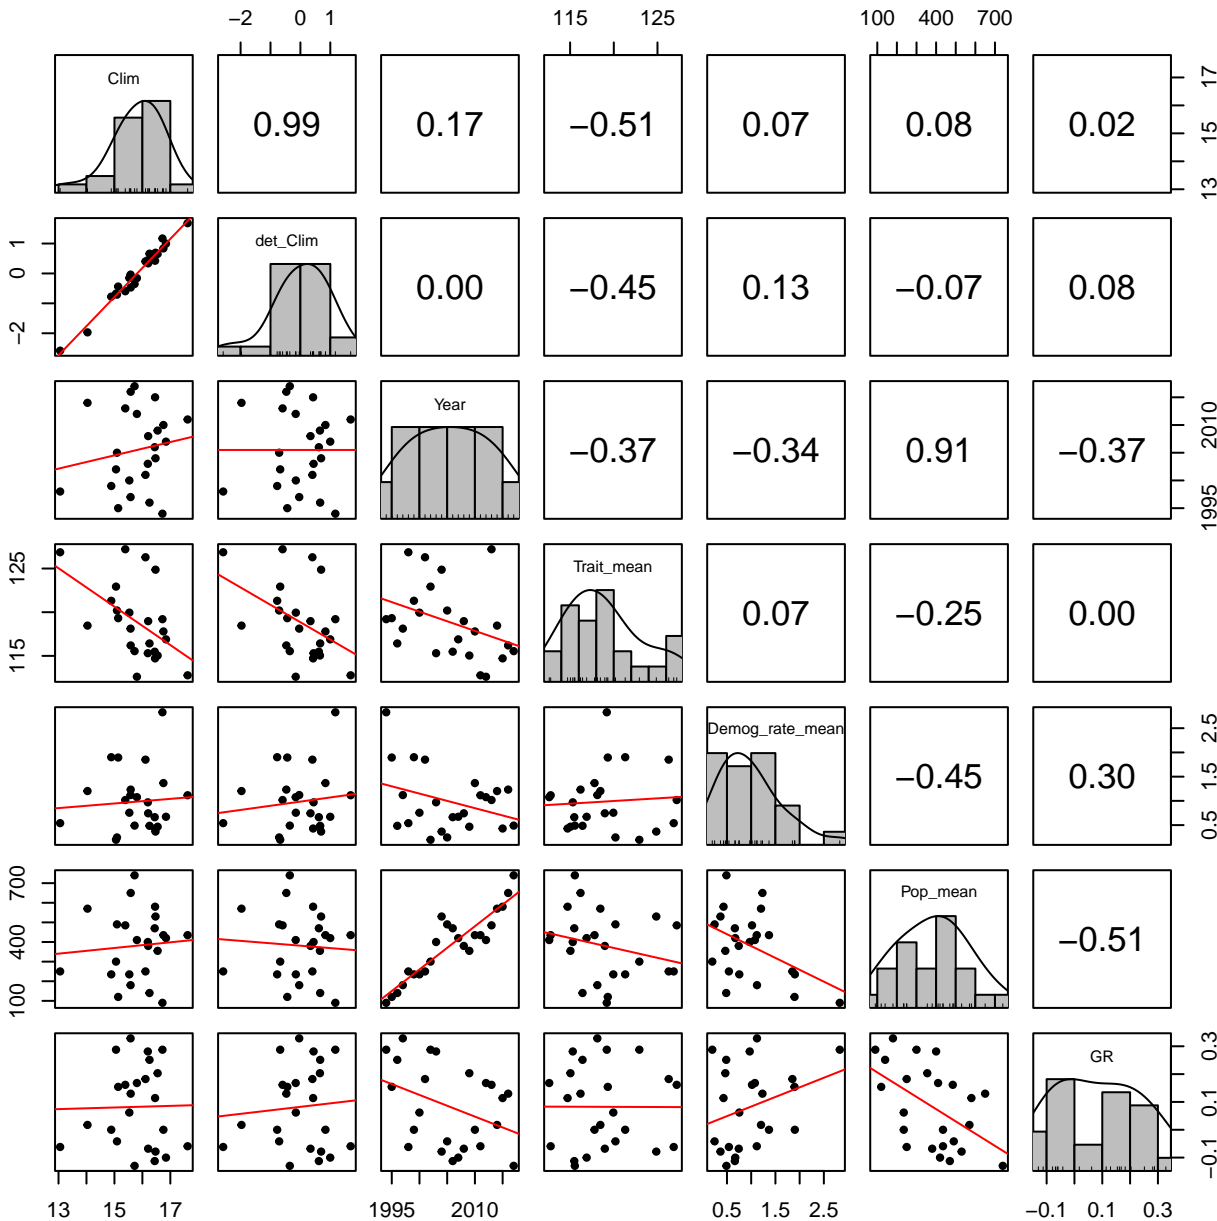 −2 0 1 115 125 100 400 700
Clim 0.99 0.17 −0.51 0.07 0.08 0.02 13 15 17
−2 0 1 det_Clim 0.00 −0.45 0.13 −0.07 0.08
Year −0.37 −0.34 0.91 −0.37 1995 2010
115 125 Trait_mean 0.07 −0.25 0.00
Demog_rate_mean −0.45 0.30 0.5 1.5 2.5
100 400 700 Pop_mean −0.51
GR −0.1 0.1 0.3
13 15 17 1995 2010 0.5 1.5 2.5 −0.1 0.1 0.3